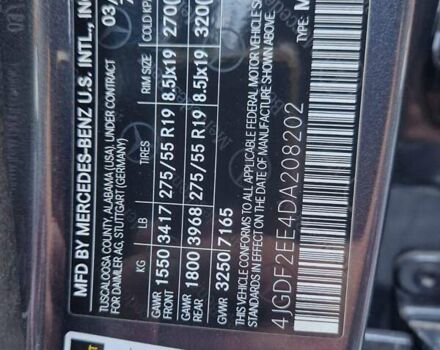 MFD BY MERCEDES-BENZ U.S. INTL., INC
TUSCALOOSA COUNTY, ALABAMA (USA), UNDER CONTRACT
FOR DAIMLER AG, STUTTGART (GERMANY)
03
KG LB TIRES RIM SIZE COLD KP
GAWR FRONT 1550 3417 275/55 R19 8.5Jx19 270
GAWR REAR 1800 3968 275/55 R19 8.5Jx19 320
GVWR 3250 7165
THIS VEHICLE CONFORMS TO ALL APPLICABLE FEDERAL MOTOR VEHICLE SA
IN EFFECT ON THE DATE OF MANUFACTURE SHOWN ABOVE.
4JGDF2EE4DA208202 TYPE: M